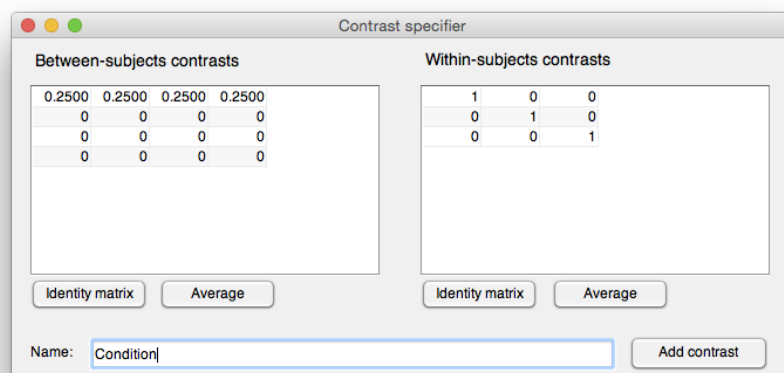 Contrast specifier
Between-subjects contrasts
0.2500 0.2500 0.2500 0.2500
0 0 0 0
0 0 0 0
0 0 0 0
Identity matrix
Average
Within-subjects contrasts
1 0 0
0 1 0
0 0 1
Identity matrix
Average
Name: Condition
Add contrast